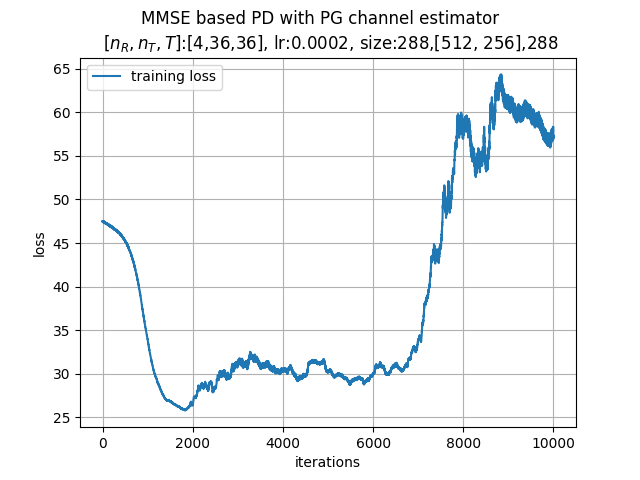 MMSE based PD with PG channel estimator
[n_R, n_T, T]:[4,36,36], lr:0.0002, size:288,[512, 256],288
training loss
65
60
55
50
45
40
35
30
25
loss
0 2000 4000 6000 8000 10000
iterations